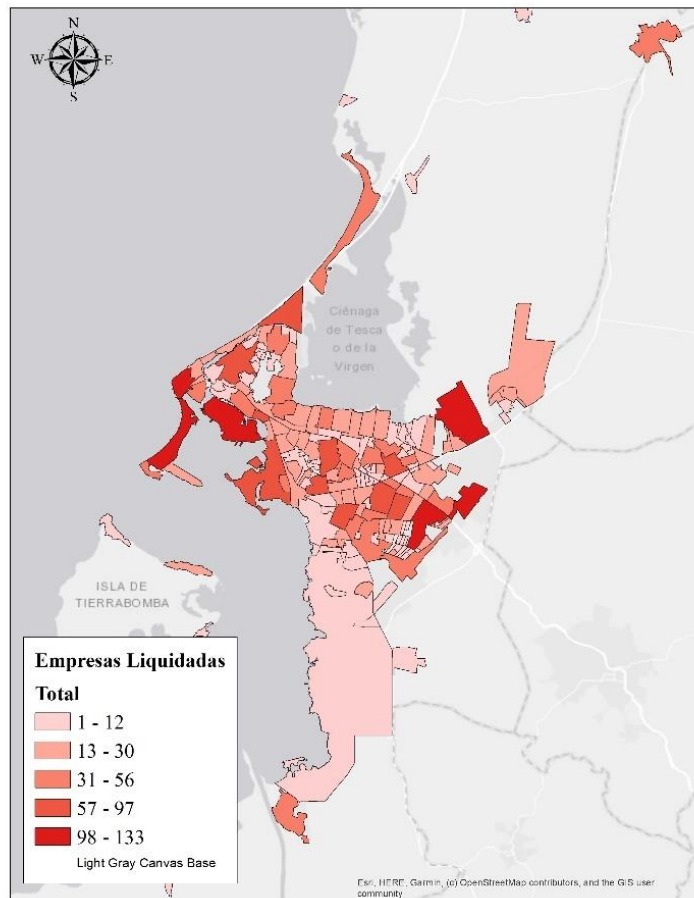 N
W
E
S
Ciénaga
de Tesca
o de la
Virgen
ISLA DE
TIERRABOMBA
Empresas Liquidadas
Total
1 - 12
13 - 30
31 - 56
57 - 97
98 - 133
Light Gray Canvas Base
Esri, HERE, Garmin, (c) OpenStreetMap contributors, and the GIS user
community